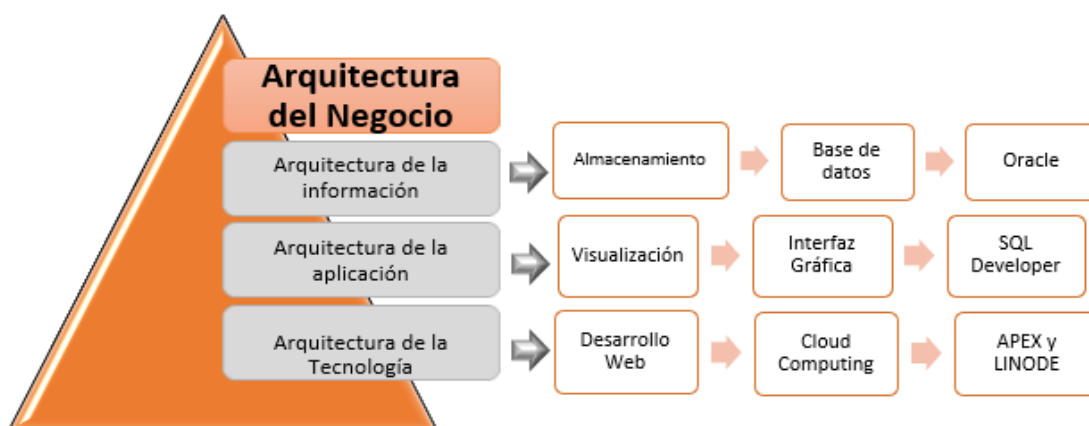 Arquitectura
del Negocio
Arquitectura de la
información
Almacenamiento
Base de
datos
Oracle
Arquitectura de la
aplicación
Visualización
Interfaz
Gráfica
SQL
Developer
Arquitectura de la
Tecnología
Desarrollo
Web
Cloud
Computing
APEX y
LINODE